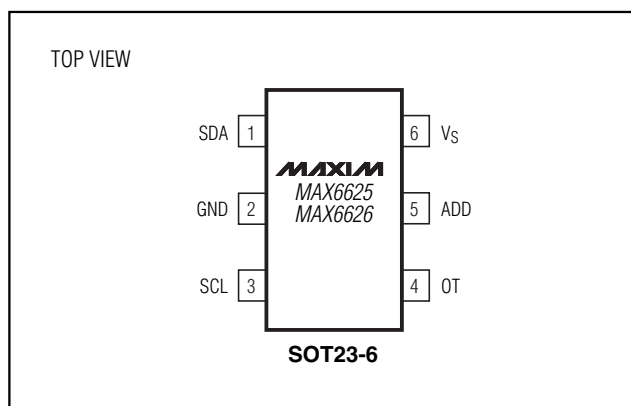 TOP VIEW
SDA 1
6 VS
MAXIM
MAX6625
MAX6626
GND 2
5 ADD
SCL 3
4 OT
SOT23-6